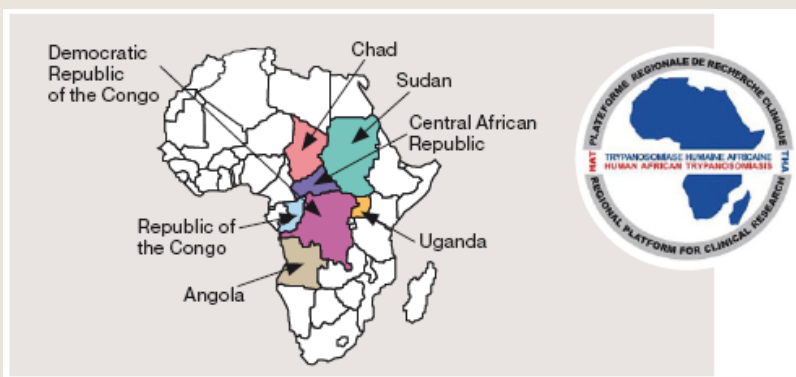 Democratic
Republic
of the Congo
Chad
Sudan
Central African
Republic
Republic of
the Congo
Uganda
Angola
PLATEFORME REGIONALE DE RECHERCHE CLINIQUE
HAT
TRYPANOSOMIASE HUMAINE AFRICAINE
HUMAN AFRICAN TRYPANOSOMIASIS
THA
REGIONAL PLATFORM FOR CLINICAL RESEARCH